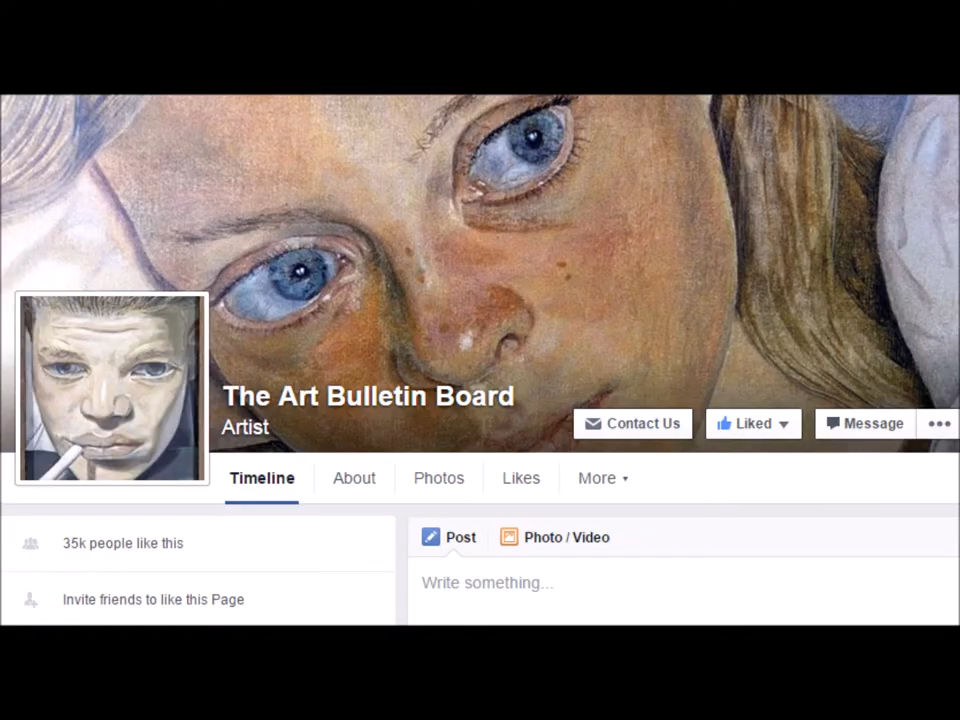 The Art Bulletin Board
Artist
Contact Us
Liked
Message
Timeline
About
Photos
Likes
More
35k people like this
Invite friends to like this Page
Post
Photo / Video
Write something...